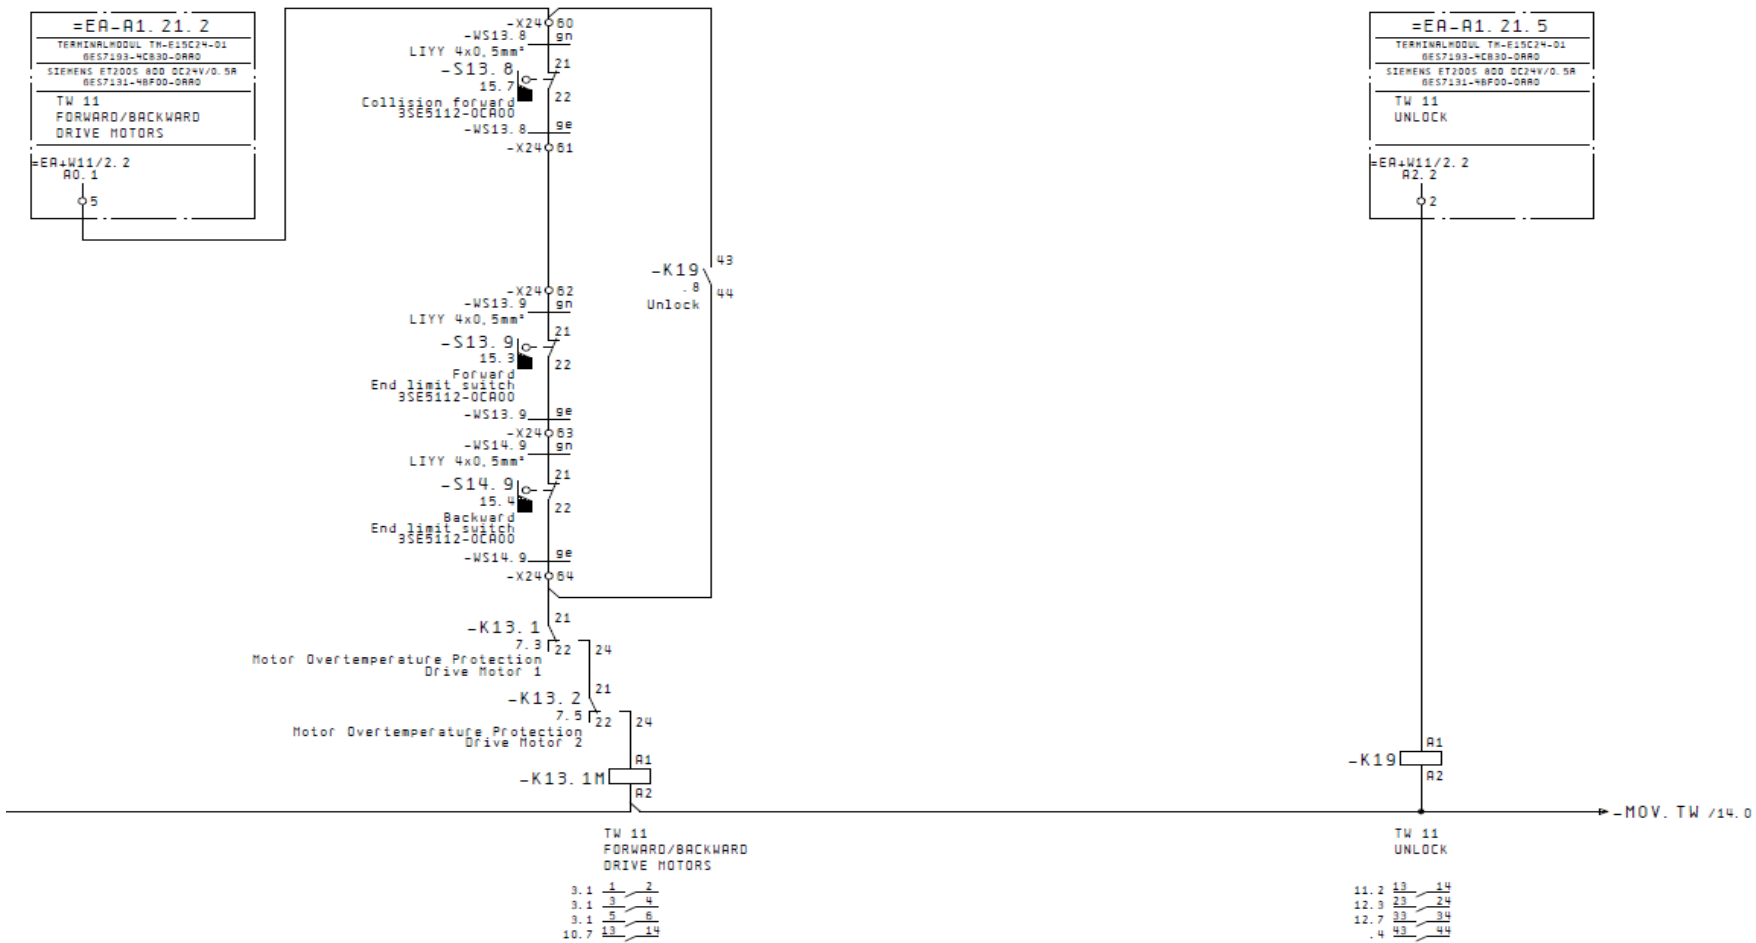 =EA-A1.21.2
TERMINALMODUL TM-E15C24-01
6ES7193-4CB30-0AA0
SIEMENS ET200S 8DO DC24V/0.5A
6ES7131-4BF00-0AA0
TW 11
FORWARD/BACKWARD
DRIVE MOTORS
=EA+W11/2.2
A0.1
5
-X24 60
-WS13.8 gn
LIYY 4x0,5mm²
-S13.8 21
15.7 22
Collision forward
3SE5112-0CA00
-WS13.8 ge
-X24 61
-X24 62
-WS13.9 gn
LIYY 4x0,5mm²
-S13.9 21
15.3 22
Forward
End limit switch
3SE5112-0CA00
-WS13.9 ge
-X24 63
-WS14.9 gn
LIYY 4x0,5mm²
-S14.9 21
15.4 22
Backward
End limit switch
3SE5112-0CA00
-WS14.9 ge
-X24 64
-K19 43
.8 44
Unlock
-K13.1 21
7.3 22 24
Motor Overtemperature Protection
Drive Motor 1
-K13.2 21
7.5 22 24
Motor Overtemperature Protection
Drive Motor 2
A1
-K13.1M
A2
TW 11
FORWARD/BACKWARD
DRIVE MOTORS
3.1 1 2
3.1 3 4
3.1 5 6
10.7 13 14
=EA-A1.21.5
TERMINALMODUL TM-E15C24-01
6ES7193-4CB30-0AA0
SIEMENS ET200S 8DO DC24V/0.5A
6ES7131-4BF00-0AA0
TW 11
UNLOCK
=EA+W11/2.2
A2.2
2
A1
-K19
A2
-MOV.TW /14.0
TW 11
UNLOCK
11.2 13 14
12.3 23 24
12.7 33 34
.4 43 44